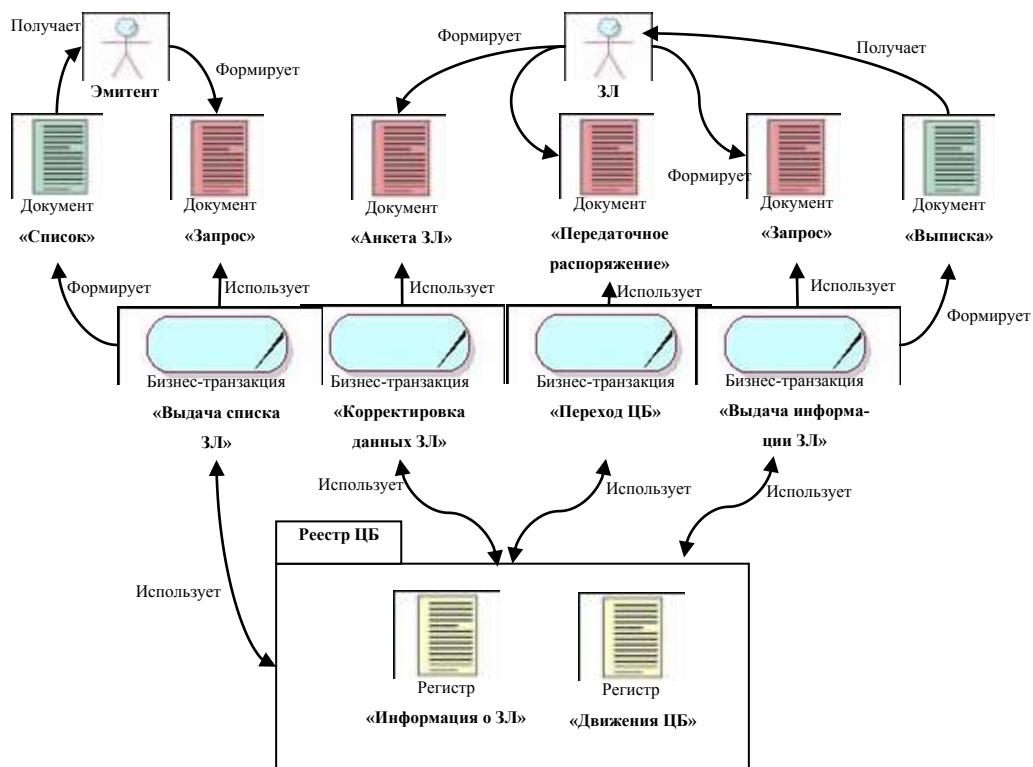 Получает
Формирует
Эмитент
Формирует
Получает
ЗЛ
Формирует
Документ
«Список»
Документ
«Запрос»
Документ
«Анкета ЗЛ»
Документ
«Передаточное
распоряжение»
Документ
«Запрос»
Документ
«Выписка»
Формирует
Использует
Использует
Использует
Использует
Формирует
Бизнес-транзакция
«Выдача списка
ЗЛ»
Бизнес-транзакция
«Корректировка
данных ЗЛ»
Бизнес-транзакция
«Переход ЦБ»
Бизнес-транзакция
«Выдача информа-
ции ЗЛ»
Использует
Использует
Использует
Использует
Реестр ЦБ
Регистр
«Информация о ЗЛ»
Регистр
«Движения ЦБ»